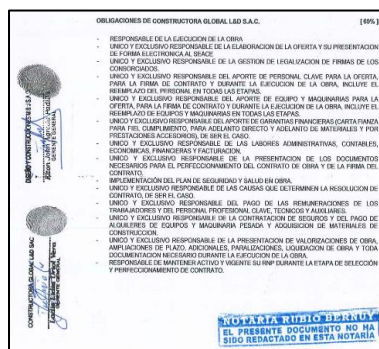 OBLIGACIONES DE CONSTRUCTORA GLOBAL L&D S.A.C. [69%]
- RESPONSABLE DE LA EJECUCION DE LA OBRA
- UNICO Y EXCLUSIVO RESPONSABLE DE LA ELABORACION DE LA OFERTA Y SU PRESENTACION
DE FORMA ELECTRONICA AL SEACE
- UNICO Y EXCLUSIVO RESPONSABLE DE LA GESTION DE LEGALIZACION DE FIRMAS DE LOS
CONSORCIADOS.
- UNICO Y EXCLUSIVO RESPONSABLE DEL APORTE DE PERSONAL CLAVE PARA LA OFERTA,
PARA LA FIRMA DE CONTRATO Y DURANTE LA EJECUCION DE OBRA, INCLUYE EL
REEMPLAZO DEL PERSONAL EN TODAS LAS ETAPAS.
- UNICO Y EXCLUSIVO RESPONSABLE DEL APORTE DE EQUIPO Y MAQUINARIAS PARA LA
OFERTA, PARA LA FIRMA DE CONTRATO Y DURANTE LA EJECUCION DE OBRA, INCLUYE EL
REEMPLAZO DE EQUIPOS Y MAQUINARIAS EN TODAS LAS ETAPAS.
- UNICO Y EXCLUSIVO RESPONSABLE DEL APORTE DE GARANTIAS FINANCIERAS (CARTA FIANZA
PARA FIEL CUMPLIMIENTO, PARA ADELANTO DIRECTO Y ADELANTO DE MATERIALES Y POR
PRESTACIONES ACCESORIOS), DE SER EL CASO.
- UNICO Y EXCLUSIVO RESPONSABLE DE LAS LABORES ADMINISTRATIVAS, CONTABLES,
ECONOMICAS, FINANCIERAS Y FACTURACION.
- UNICO Y EXCLUSIVO RESPONSABLE DE LA PRESENTACION DE LOS DOCUMENTOS
NECESARIOS PARA EL PERFECCIONAMIENTO DEL CONTRATO DE OBRA Y DE LA FIRMA DEL
CONTRATO.
- IMPLEMENTACIÓN DEL PLAN DE SEGURIDAD Y SALUD EN OBRA.
- UNICO Y EXCLUSIVO RESPONSABLE DE LAS CAUSAS QUE DETERMINEN LA RESOLUCION DE
CONTRATO, DE SER EL CASO.
- UNICO Y EXCLUSIVO RESPONSABLE DEL PAGO DE LAS REMUNERACIONES DE LOS
TRABAJADORES Y DEL PERSONAL PROFESIONAL CLAVE, TECNICOS Y AUXILIARES.
- UNICO Y EXCLUSIVO RESPONSABLE DE LA CONTRATACION DE SEGUROS Y DEL PAGO DE
ALQUILERES DE EQUIPOS Y MAQUINARIA PESADA Y ADQUISICION DE MATERIALES DE
CONSTRUCCION.
- UNICO Y EXCLUSIVO RESPONSABLE DE LA PRESENTACION DE VALORIZACIONES DE OBRA,
AMPLIACIONES DE PLAZO, ADICIONALES, PARALIZACIONES, LIQUIDACION DE OBRA Y TODA
DOCUMENTACION NECESARIO DURANTE LA EJECUCION DE LA OBRA.
- RESPONSABLE DE MANTENER ACTIVO Y VIGENTE SU RNP DURANTE LA ETAPA DE SELECCIÓN
Y PERFECCIONAMIENTO DE CONTRATO.
GERENTE GENERAL
CONSTRUCTORA GLOBAL L&D SAC
GERENTE GENERAL
NOTARIA RUBIO BERNUY
EL PRESENTE DOCUMENTO NO HA
SIDO REDACTADO EN ESTA NOTARÍA